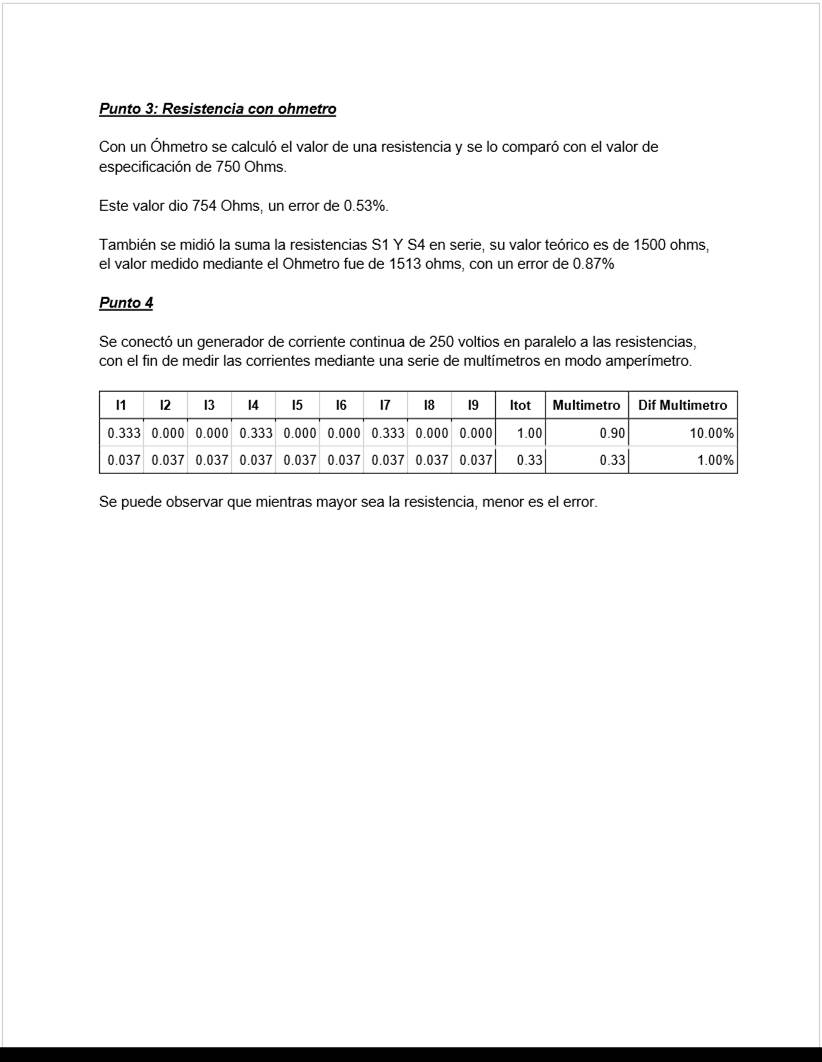 Punto 3: Resistencia con ohmetro
Con un Óhmetro se calculó el valor de una resistencia y se lo comparó con el valor de
especificación de 750 Ohms.
Este valor dio 754 Ohms, un error de 0.53%.
También se midió la suma la resistencias S1 Y S4 en serie, su valor teórico es de 1500 ohms,
el valor medido mediante el Ohmetro fue de 1513 ohms, con un error de 0.87%
Punto 4
Se conectó un generador de corriente continua de 250 voltios en paralelo a las resistencias,
con el fin de medir las corrientes mediante una serie de multímetros en modo amperímetro.
I1 I2 I3 I4 I5 I6 I7 I8 I9 Itot Multimetro Dif Multimetro
0.333 0.000 0.000 0.333 0.000 0.000 0.333 0.000 0.000 1.00 0.90 10.00%
0.037 0.037 0.037 0.037 0.037 0.037 0.037 0.037 0.037 0.33 0.33 1.00%
Se puede observar que mientras mayor sea la resistencia, menor es el error.